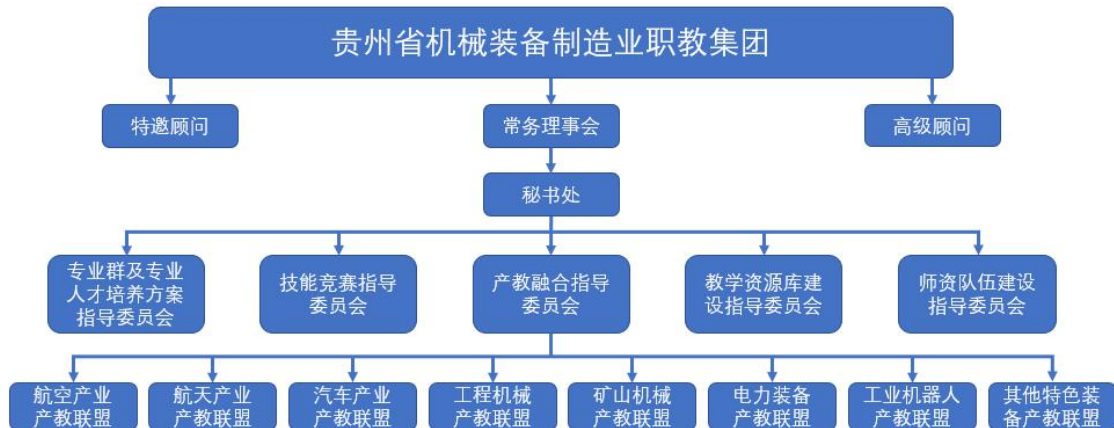 贵州省机械装备制造业职教集团
特邀顾问
常务理事会
高级顾问
秘书处
专业群及专业
人才培养方案
指导委员会
技能竞赛指导
委员会
产教融合指导
委员会
教学资源库建
设指导委员会
师资队伍建设
指导委员会
航空产业
产教联盟
航天产业
产教联盟
汽车产业
产教联盟
工程机械
产教联盟
矿山机械
产教联盟
电力装备
产教联盟
工业机器人
产教联盟
其他特色装
备产教联盟